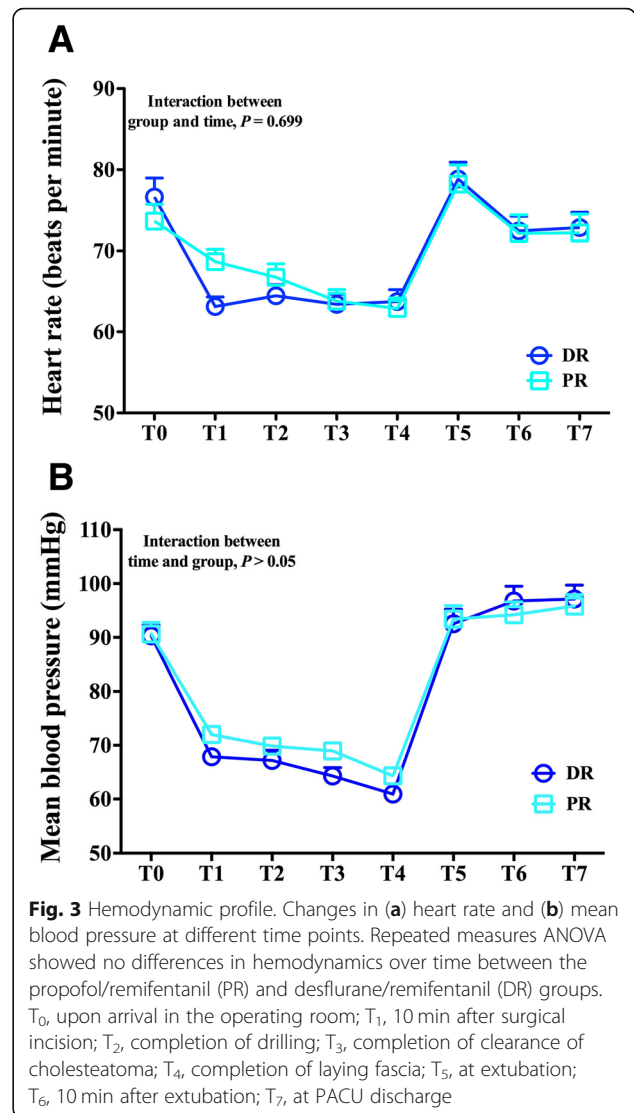 A
Heart rate (beats per minute)
90
80
70
60
50
Interaction between
group and time, P = 0.699
DR
PR
T0 T1 T2 T3 T4 T5 T6 T7
B
Mean blood pressure (mmHg)
110
100
90
80
70
60
50
Interaction between
time and group, P > 0.05
DR
PR
T0 T1 T2 T3 T4 T5 T6 T7
Fig. 3 Hemodynamic profile. Changes in (a) heart rate and (b) mean
blood pressure at different time points. Repeated measures ANOVA
showed no differences in hemodynamics over time between the
propofol/remifentanil (PR) and desflurane/remifentanil (DR) groups.
T₀, upon arrival in the operating room; T₁, 10 min after surgical
incision; T₂, completion of drilling; T₃, completion of clearance of
cholesteatoma; T₄, completion of laying fascia; T₅, at extubation;
T₆, 10 min after extubation; T₇, at PACU discharge